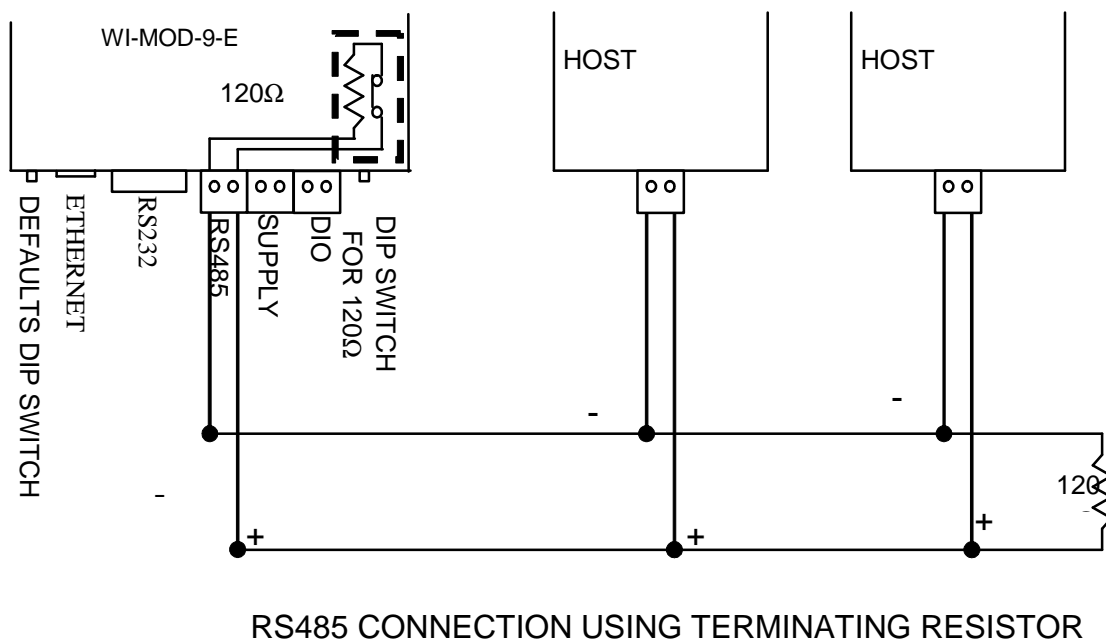 WI-MOD-9-E
120Ω
HOST
HOST
DEFAULTS DIP SWITCH
ETHERNET
RS232
RS485
SUPPLY
DIO
DIP SWITCH
FOR 120Ω
-
-
-
120
+
+
+
RS485 CONNECTION USING TERMINATING RESISTOR